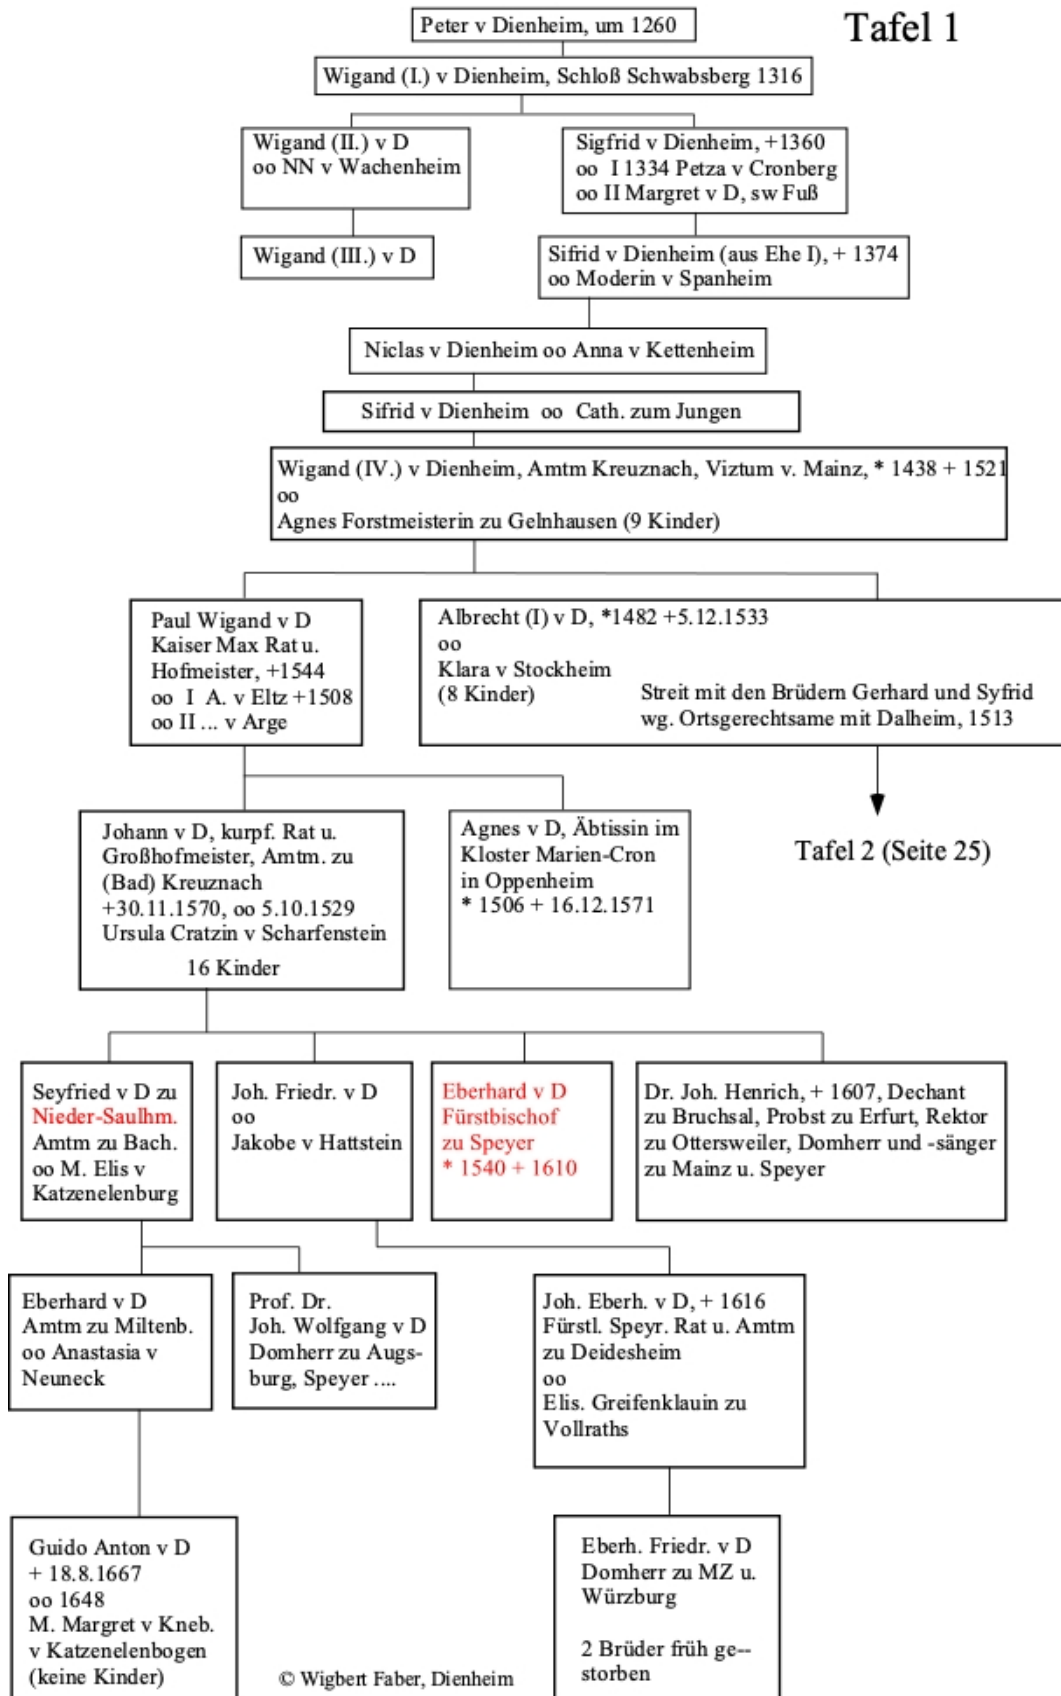 Tafel 1
Peter v Dienheim, um 1260
Wigand (I.) v Dienheim, Schloß Schwabsberg 1316
Wigand (II.) v D
oo NN v Wachenheim
Sigfrid v Dienheim, +1360
oo I 1334 Petza v Cronberg
oo II Margret v D, sw Fuß
Wigand (III.) v D
Sifrid v Dienheim (aus Ehe I), + 1374
oo Moderin v Spanheim
Niclas v Dienheim oo Anna v Kettenheim
Sifrid v Dienheim oo Cath. zum Jungen
Wigand (IV.) v Dienheim, Amtm Kreuznach, Viztum v. Mainz, * 1438 + 1521
oo
Agnes Forstmeisterin zu Gelnhausen (9 Kinder)
Paul Wigand v D
Kaiser Max Rat u.
Hofmeister, +1544
oo I A. v Eltz +1508
oo II ... v Arge
Albrecht (I) v D, *1482 +5.12.1533
oo
Klara v Stockheim
(8 Kinder)
Streit mit den Brüdern Gerhard und Syfrid
wg. Ortsgerechtsame mit Dalheim, 1513
Tafel 2 (Seite 25)
Johann v D, kurpf. Rat u.
Großhofmeister, Amtm. zu
(Bad) Kreuznach
+30.11.1570, oo 5.10.1529
Ursula Cratzin v Scharfenstein
16 Kinder
Agnes v D, Äbtissin im
Kloster Marien-Cron
in Oppenheim
* 1506 + 16.12.1571
Seyfried v D zu
Nieder-Saulhm.
Amtm zu Bach.
oo M. Elis v
Katzenelenburg
Joh. Friedr. v D
oo
Jakobe v Hattstein
Eberhard v D
Fürstbischof
zu Speyer
* 1540 + 1610
Dr. Joh. Henrich, + 1607, Dechant
zu Bruchsal, Probst zu Erfurt, Rektor
zu Ottersweiler, Domherr und -sänger
zu Mainz u. Speyer
Eberhard v D
Amtm zu Miltenb.
oo Anastasia v
Neuneck
Prof. Dr.
Joh. Wolfgang v D
Domherr zu Augs-
burg, Speyer ....
Joh. Eberh. v D, + 1616
Fürstl. Speyr. Rat u. Amtm
zu Deidesheim
oo
Elis. Greifenklauin zu
Vollraths
Guido Anton v D
+ 18.8.1667
oo 1648
M. Margret v Kneb.
v Katzenelenbogen
(keine Kinder)
Eberh. Friedr. v D
Domherr zu MZ u.
Würzburg
2 Brüder früh ge--
storben
© Wigbert Faber, Dienheim